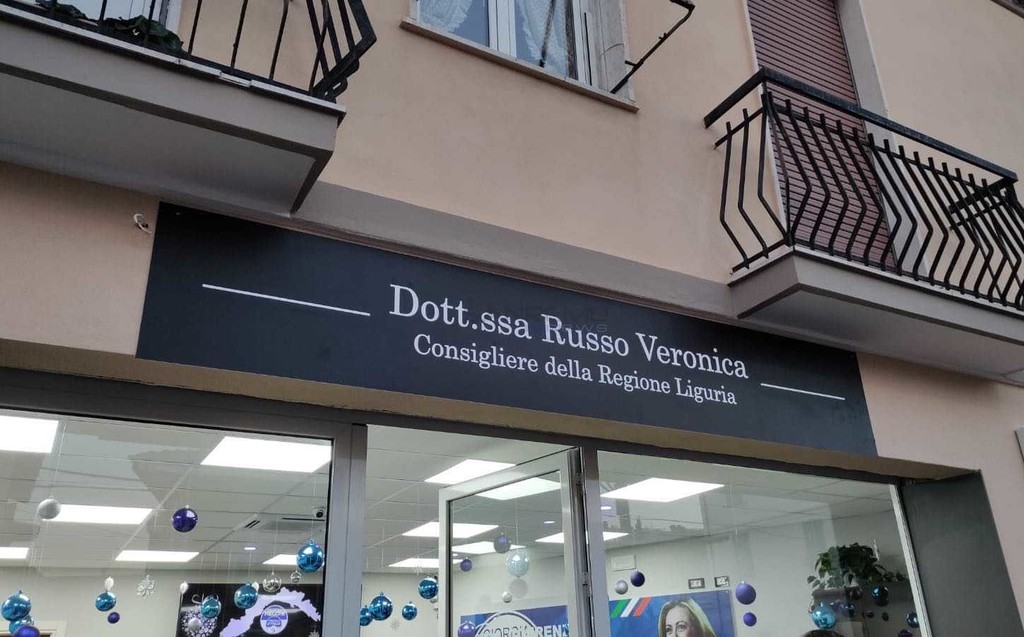 Dott.ssa Russo Veronica
Consigliere della Regione Liguria